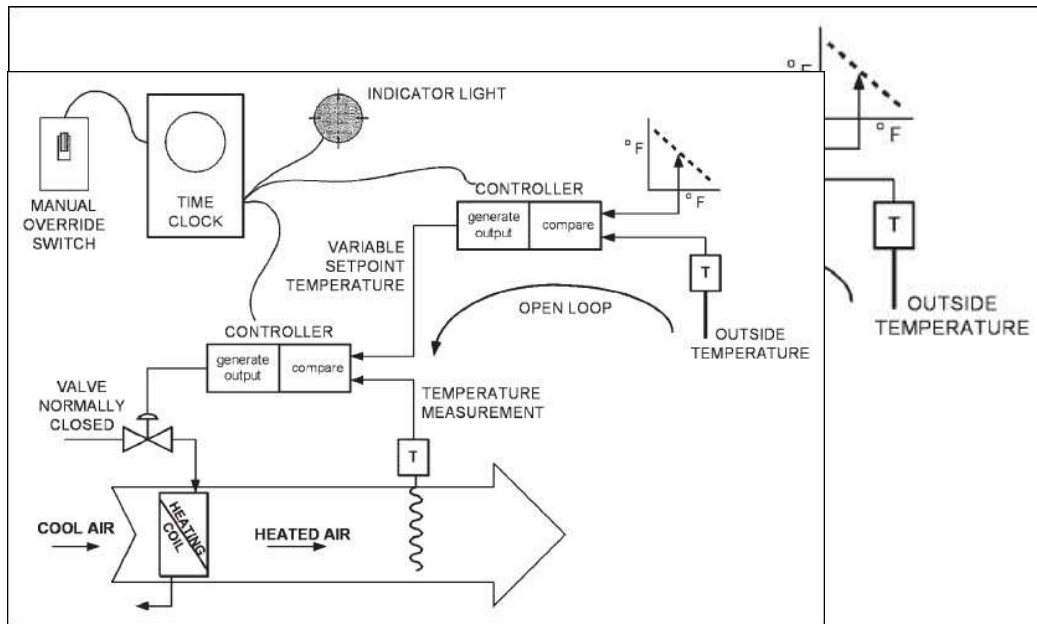 ° F
° F
T
OUTSIDE
TEMPERATURE
INDICATOR LIGHT
MANUAL
OVERRIDE
SWITCH
TIME
CLOCK
CONTROLLER
generate
output
compare
° F
° F
VARIABLE
SETPOINT
TEMPERATURE
T
OPEN LOOP
OUTSIDE
TEMPERATURE
CONTROLLER
generate
output
compare
VALVE
NORMALLY
CLOSED
TEMPERATURE
MEASUREMENT
T
COOL AIR
HEATING
COIL
HEATED AIR